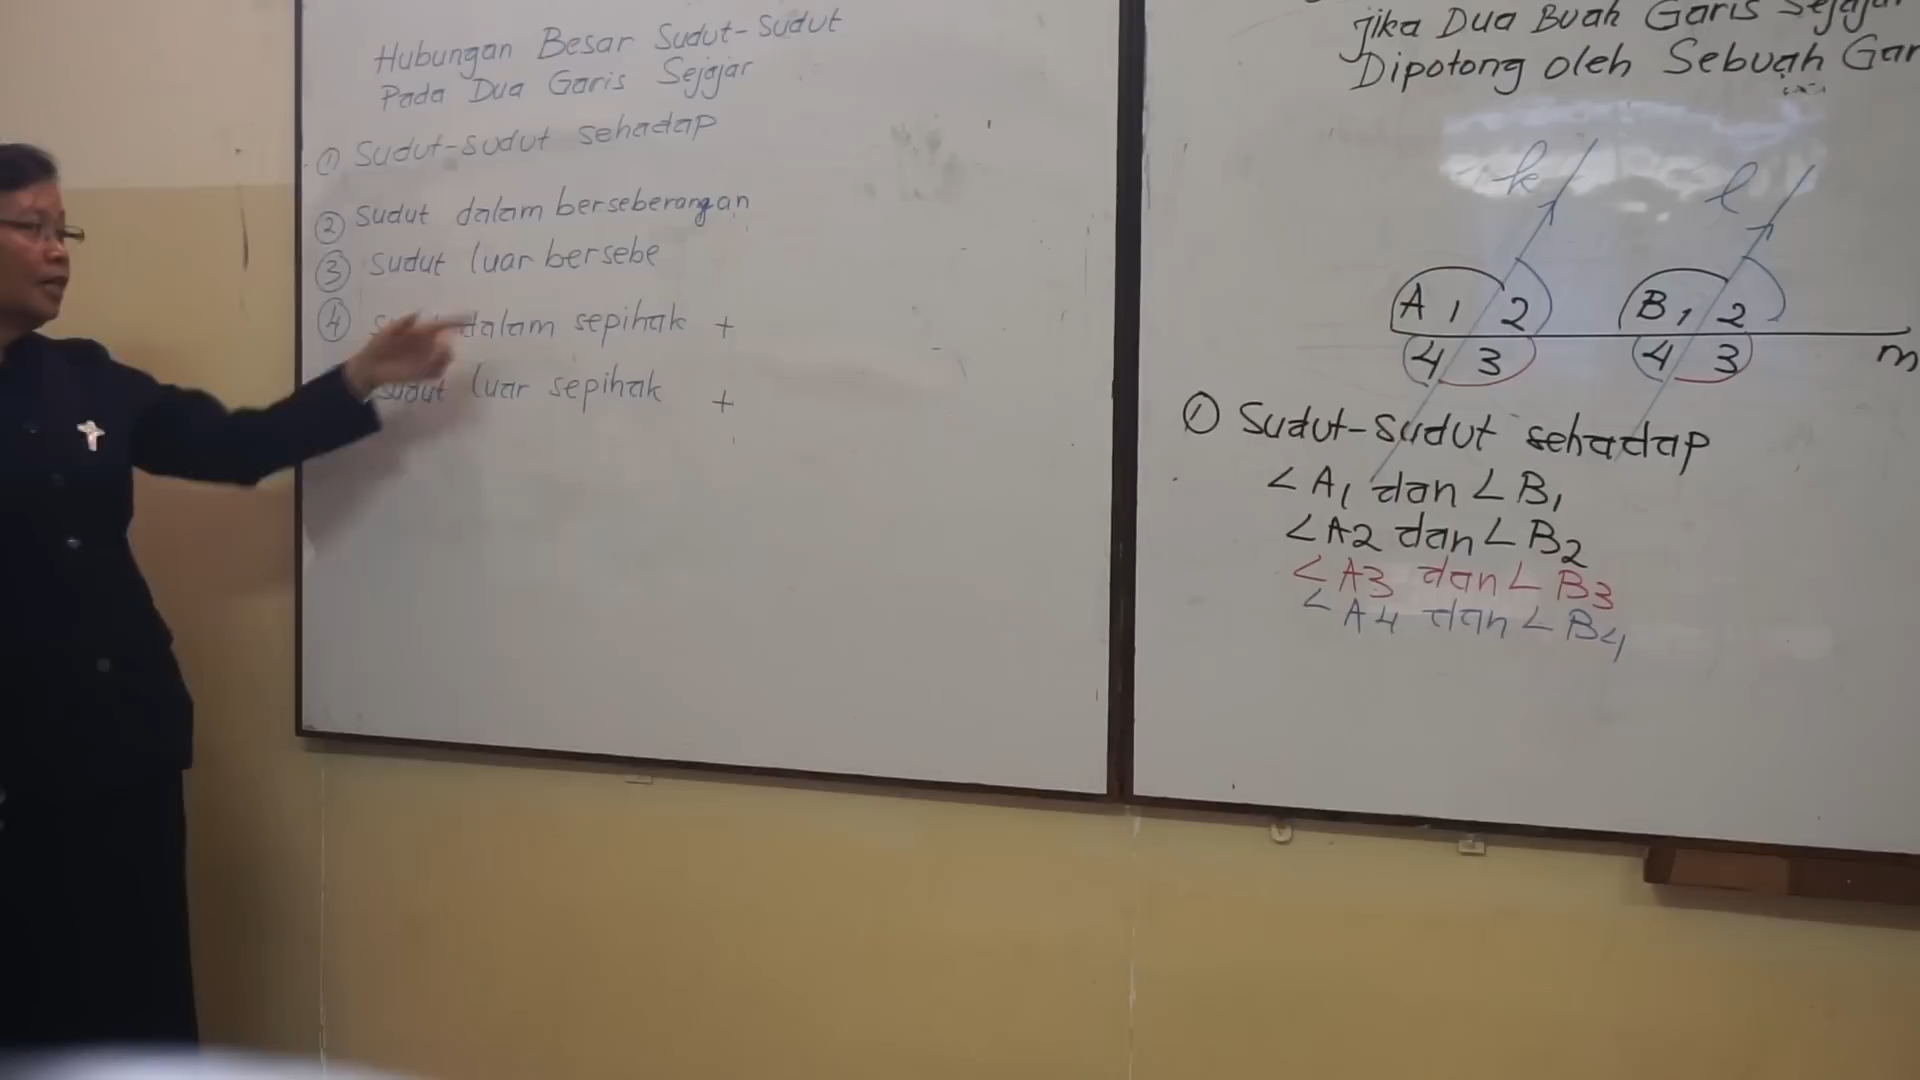 Hubungan Besar Sudut-Sudut
Pada Dua Garis Sejajar
① Sudut-sudut sehadap
② Sudut dalam berseberangan
③ Sudut luar bersebe
④ dalam sepihak +
Sudut luar sepihak +
jika Dua Buah Garis Sejaja
Dipotong oleh Sebuah Gar
k l
A 1 2 B 1 2
4 3 4 3 m
① Sudut-sudut sehadap
∠A1 dan ∠B1
∠A2 dan ∠B2
∠A3 dan ∠B3
∠A4 dan ∠B4